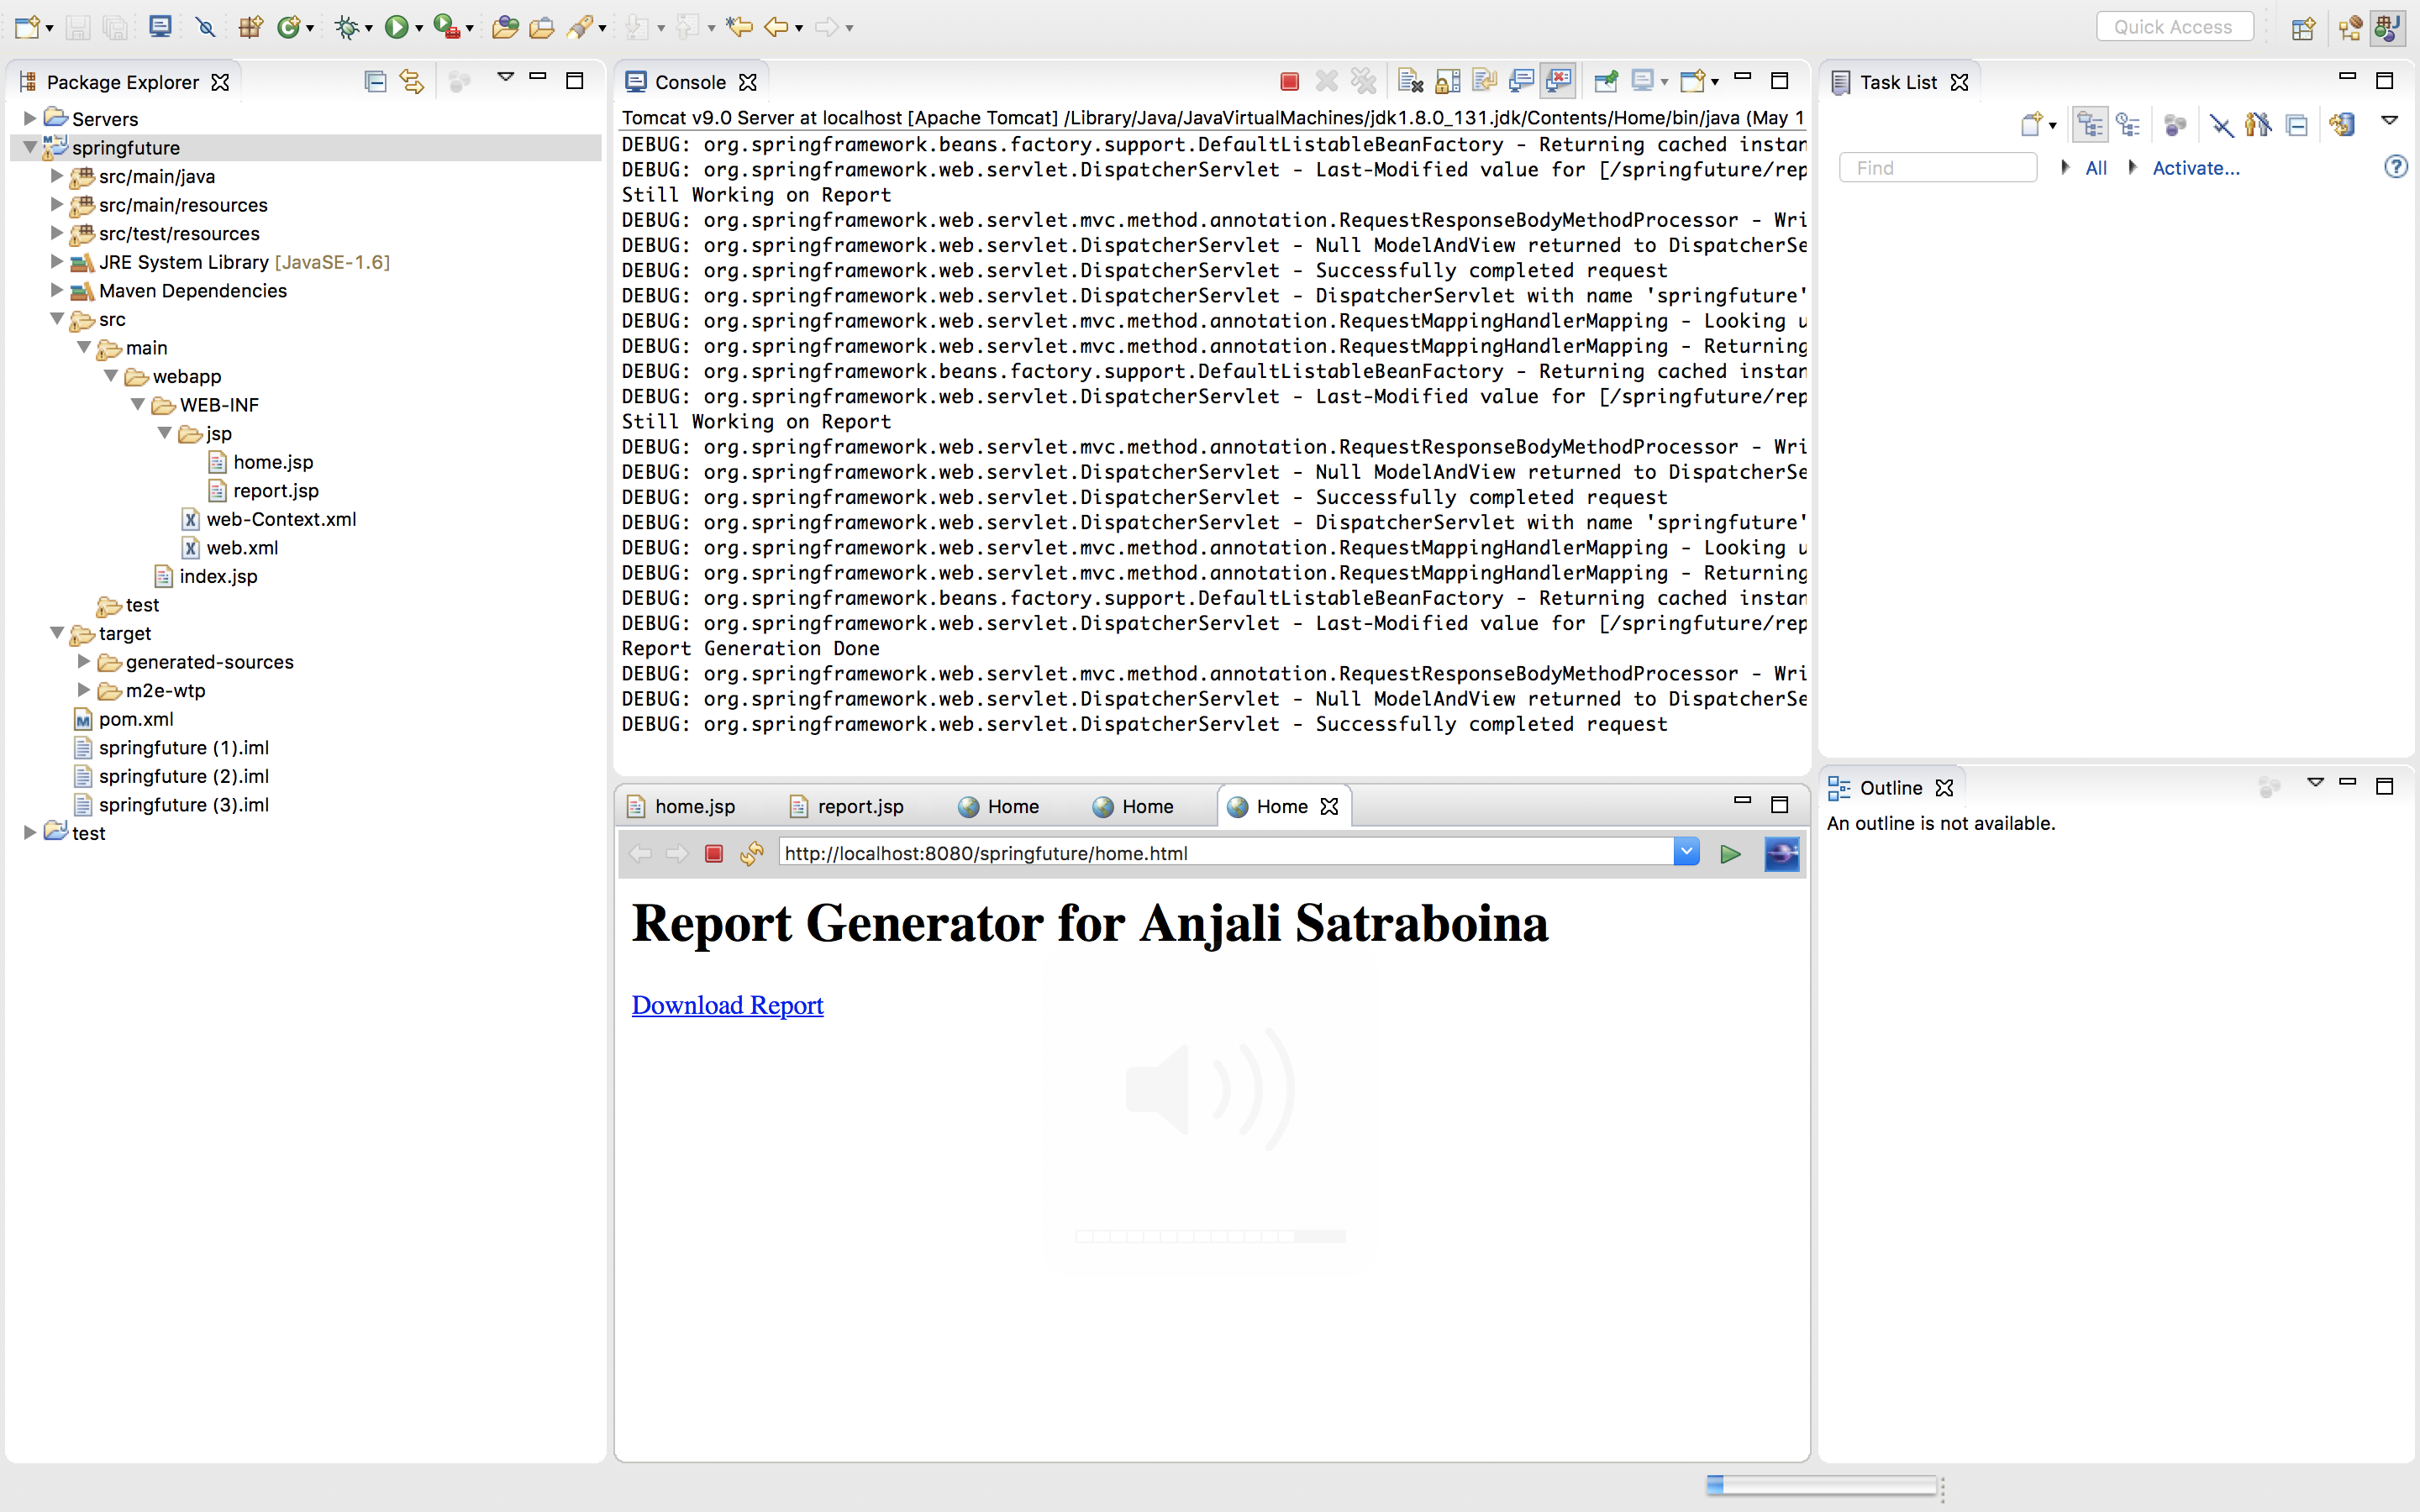 Quick Access
Package Explorer
Servers
springfuture
src/main/java
src/main/resources
src/test/resources
JRE System Library [JavaSE-1.6]
Maven Dependencies
src
main
webapp
WEB-INF
jsp
home.jsp
report.jsp
web-Context.xml
web.xml
index.jsp
test
target
generated-sources
m2e-wtp
pom.xml
springfuture (1).iml
springfuture (2).iml
springfuture (3).iml
test
Console
Tomcat v9.0 Server at localhost [Apache Tomcat] /Library/Java/JavaVirtualMachines/jdk1.8.0_131.jdk/Contents/Home/bin/java (May 1
DEBUG: org.springframework.beans.factory.support.DefaultListableBeanFactory - Returning cached instan
DEBUG: org.springframework.web.servlet.DispatcherServlet - Last-Modified value for [/springfuture/rep
Still Working on Report
DEBUG: org.springframework.web.servlet.mvc.method.annotation.RequestResponseBodyMethodProcessor - Wri
DEBUG: org.springframework.web.servlet.DispatcherServlet - Null ModelAndView returned to DispatcherSe
DEBUG: org.springframework.web.servlet.DispatcherServlet - Successfully completed request
DEBUG: org.springframework.web.servlet.DispatcherServlet - DispatcherServlet with name 'springfuture'
DEBUG: org.springframework.web.servlet.mvc.method.annotation.RequestMappingHandlerMapping - Looking u
DEBUG: org.springframework.web.servlet.mvc.method.annotation.RequestMappingHandlerMapping - Returning
DEBUG: org.springframework.beans.factory.support.DefaultListableBeanFactory - Returning cached instan
DEBUG: org.springframework.web.servlet.DispatcherServlet - Last-Modified value for [/springfuture/rep
Still Working on Report
DEBUG: org.springframework.web.servlet.mvc.method.annotation.RequestResponseBodyMethodProcessor - Wri
DEBUG: org.springframework.web.servlet.DispatcherServlet - Null ModelAndView returned to DispatcherSe
DEBUG: org.springframework.web.servlet.DispatcherServlet - Successfully completed request
DEBUG: org.springframework.web.servlet.DispatcherServlet - DispatcherServlet with name 'springfuture'
DEBUG: org.springframework.web.servlet.mvc.method.annotation.RequestMappingHandlerMapping - Looking u
DEBUG: org.springframework.web.servlet.mvc.method.annotation.RequestMappingHandlerMapping - Returning
DEBUG: org.springframework.beans.factory.support.DefaultListableBeanFactory - Returning cached instan
DEBUG: org.springframework.web.servlet.DispatcherServlet - Last-Modified value for [/springfuture/rep
Report Generation Done
DEBUG: org.springframework.web.servlet.mvc.method.annotation.RequestResponseBodyMethodProcessor - Wri
DEBUG: org.springframework.web.servlet.DispatcherServlet - Null ModelAndView returned to DispatcherSe
DEBUG: org.springframework.web.servlet.DispatcherServlet - Successfully completed request
home.jsp report.jsp Home Home Home
http://localhost:8080/springfuture/home.html
Report Generator for Anjali Satraboina
Download Report
Task List
Find All Activate...
Outline
An outline is not available.